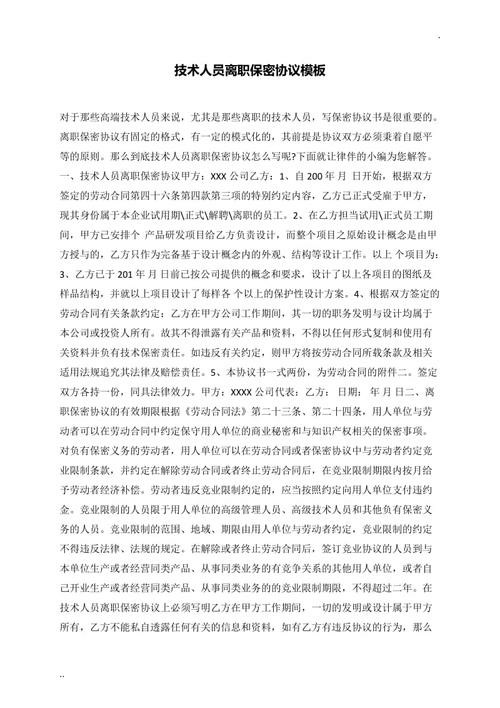 技术人员离职保密协议模板
对于那些高端技术人员来说，尤其是那些离职的技术人员，写保密协议书是很重要的。
离职保密协议有固定的格式，有一定的模式化的，其前提是协议双方必须秉着自愿平
等的原则。那么到底技术人员离职保密协议怎么写呢?下面就让律伴的小编为您解答。
一、技术人员离职保密协议甲方：XXX 公司乙方：1、自 200 年 月 日开始，根据双方
签定的劳动合同第四十六条第四款第三项的特别约定内容，乙方已正式受雇于甲方，
现其身份属于本企业试用期\正式\解聘\离职的员工。2、在乙方担当试用\正式员工期
间，甲方已安排个 产品研发项目给乙方负责设计，而整个项目之原始设计概念是由甲
方授与的，乙方只作为完备基于设计概念内的外观、结构等设计工作。以上 个项目为：
3、乙方已于 201 年 月 日前已按公司提供的概念和要求，设计了以上各项目的图纸及
样品结构，并就以上项目设计了每样各 个以上的保护性设计方案。4、根据双方签定的
劳动合同有关条款约定；乙方在甲方公司工作期间，其一切的职务发明与设计均属于
本公司或投资人所有。故其不得泄露有关产品和资料，不得以任何形式复制和使用有
关资料并负有技术保密责任。如违反有关约定，则甲方将按劳动合同所载条款及相关
适用法规追究其法律及赔偿责任。5、本协议书一式两份，为劳动合同的附件二。签定
双方各持一份，同具法律效力。甲方：XXXX 公司代表：乙方： 日期： 年 月 日二、离
职保密协议的有效期限根据《劳动合同法》第二十三条、第二十四条，用人单位与劳
动者可以在劳动合同中约定保守用人单位的商业秘密和与知识产权相关的保密事项。
对负有保密义务的劳动者，用人单位可以在劳动合同或者保密协议中与劳动者约定竞
业限制条款，并约定在解除劳动合同或者终止劳动合同后，在竞业限制期限内按月给
予劳动者经济补偿。劳动者违反竞业限制约定的，应当按照约定向用人单位支付违约
金。竞业限制的人员限于用人单位的高级管理人员、高级技术人员和其他负有保密义
务的人员。竞业限制的范围、地域、期限由用人单位与劳动者约定，竞业限制的约定
不得违反法律、法规的规定。在解除或者终止劳动合同后，签订竞业协议的人员到与
本单位生产或者经营同类产品、从事同类业务的有竞争关系的其他用人单位，或者自
己开业生产或者经营同类产品、从事同类业务的的竞业限制期限，不得超过二年。在
技术人员离职保密协议上必须写明乙方在甲方工作期间，一切的发明或设计属于甲方
所有，乙方不能私自透露任何有关的信息和资料，如有乙方有违反协议的行为，那么